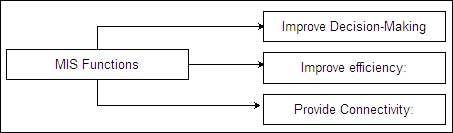 Improve Decision-Making
MIS Functions
Improve efficiency:
Provide Connectivity: